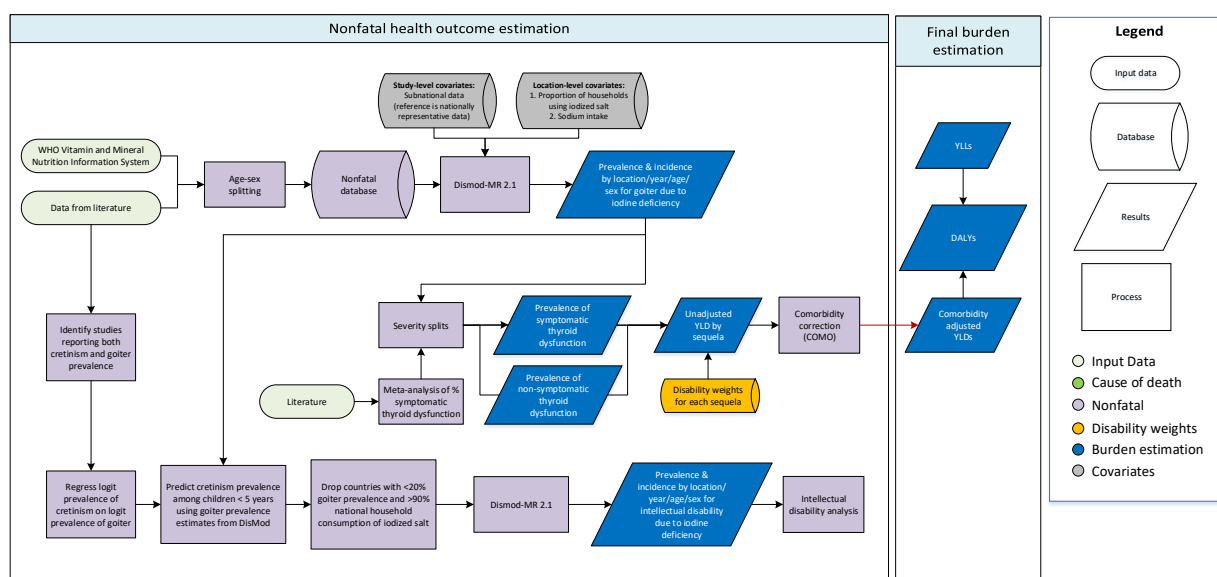 Nonfatal health outcome estimation
Final burden
estimation
Legend
Study-level covariates:
Subnational data
(reference is nationally
representative data)
Location-level covariates:
1. Proportion of households
using iodized salt
2. Sodium intake
WHO Vitamin and Mineral
Nutrition Information System
Data from literature
Age-sex
splitting
Nonfatal
database
Dismod-MR 2.1
Prevalence & incidence
by location/year/age/
sex for goiter due to
iodine deficiency
Identify studies
reporting both
cretinism and goiter
prevalence
Severity splits
Prevalence of
symptomatic
thyroid
dysfunction
Prevalence of
non-symptomatic
thyroid
dysfunction
Unadjusted
YLD by
sequela
Comorbidity
correction
(COMO)
Literature
Meta-analysis of %
symptomatic
thyroid dysfunction
Disability weights
for each sequela
Regress logit
prevalence of
cretinism on logit
prevalence of goiter
Predict cretinism prevalence
among children < 5 years
using goiter prevalence
estimates from DisMod
Drop countries with <20%
goiter prevalence and >90%
national household
consumption of iodized salt
Dismod-MR 2.1
Prevalence &
incidence by location/
year/age/sex for
intellectual disability
due to iodine
deficiency
Intellectual
disability analysis
YLLs
DALYs
Comorbidity
adjusted YLDs
Input data
Database
Results
Process
Input Data
Cause of death
Nonfatal
Disability weights
Burden estimation
Covariates